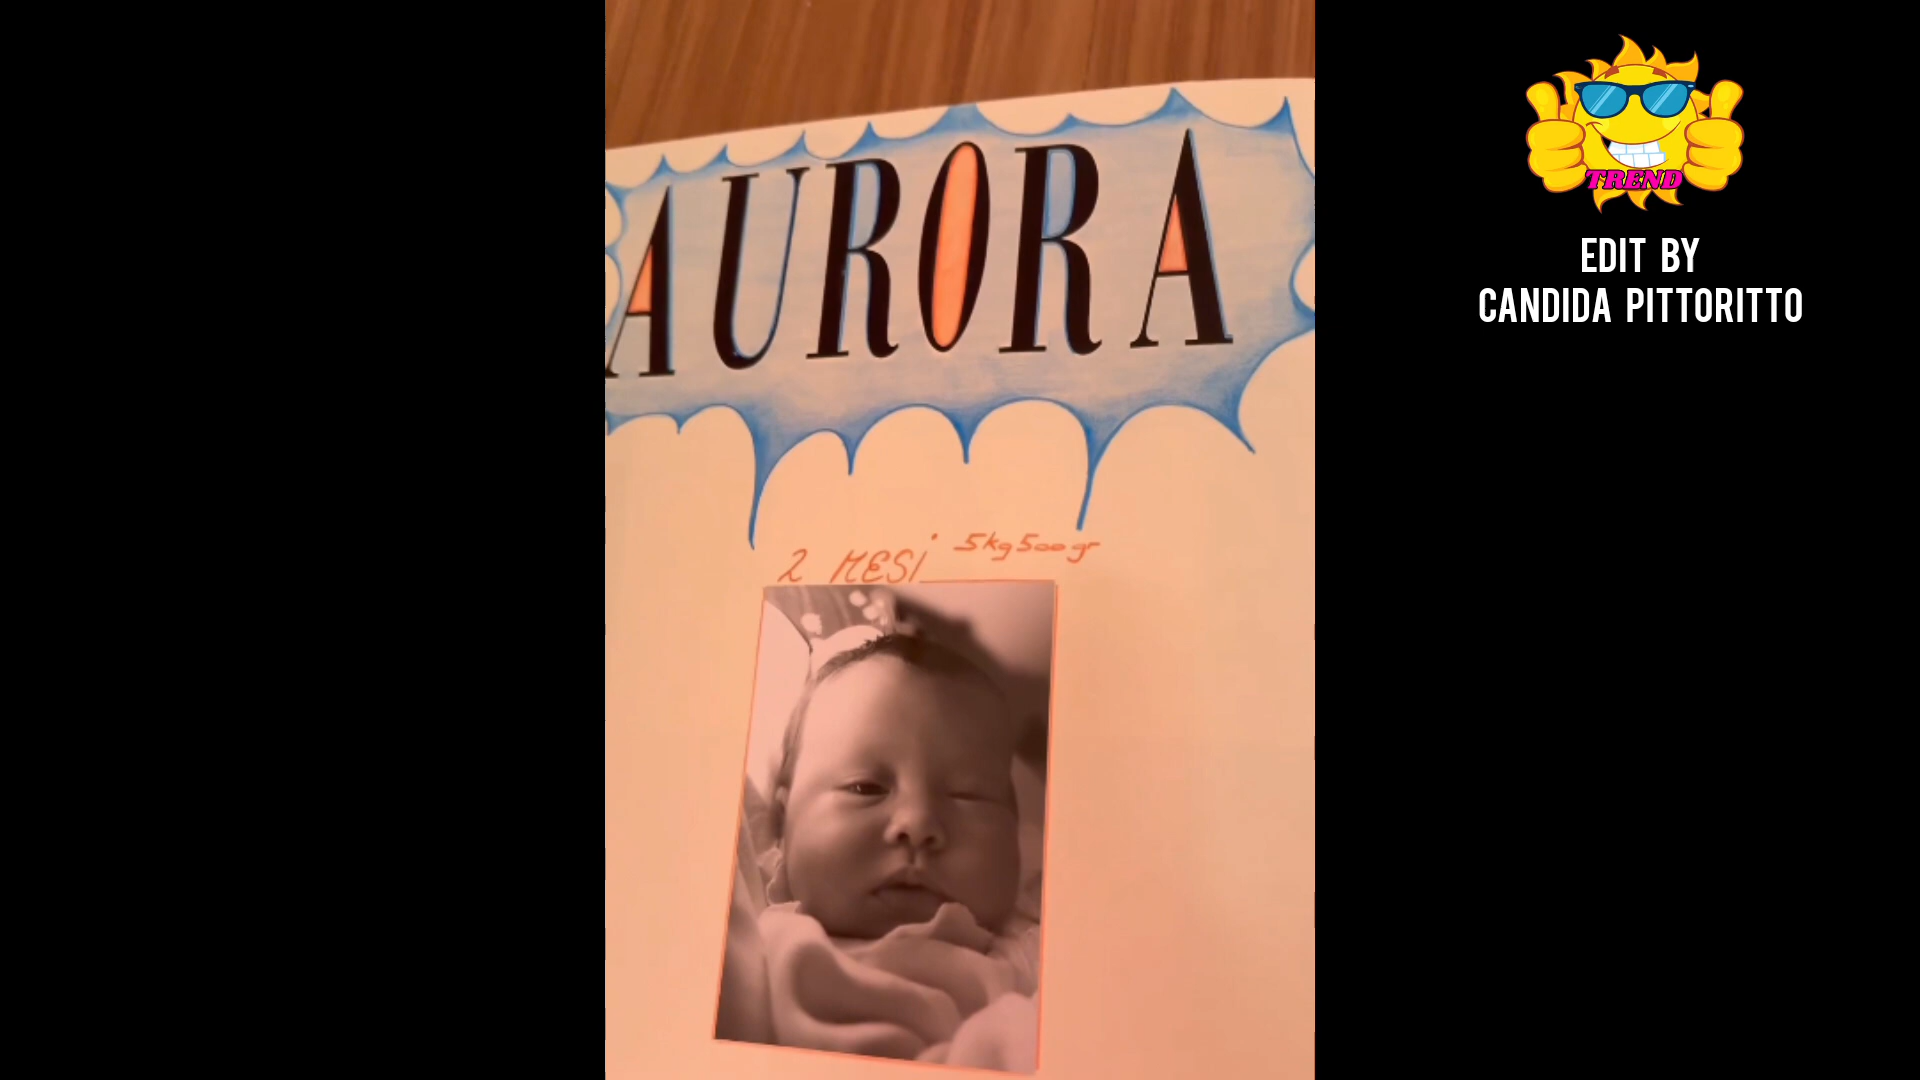 AURORA
2 MESI 5kg500gr
TREND
EDIT BY
CANDIDA PITTORITTO